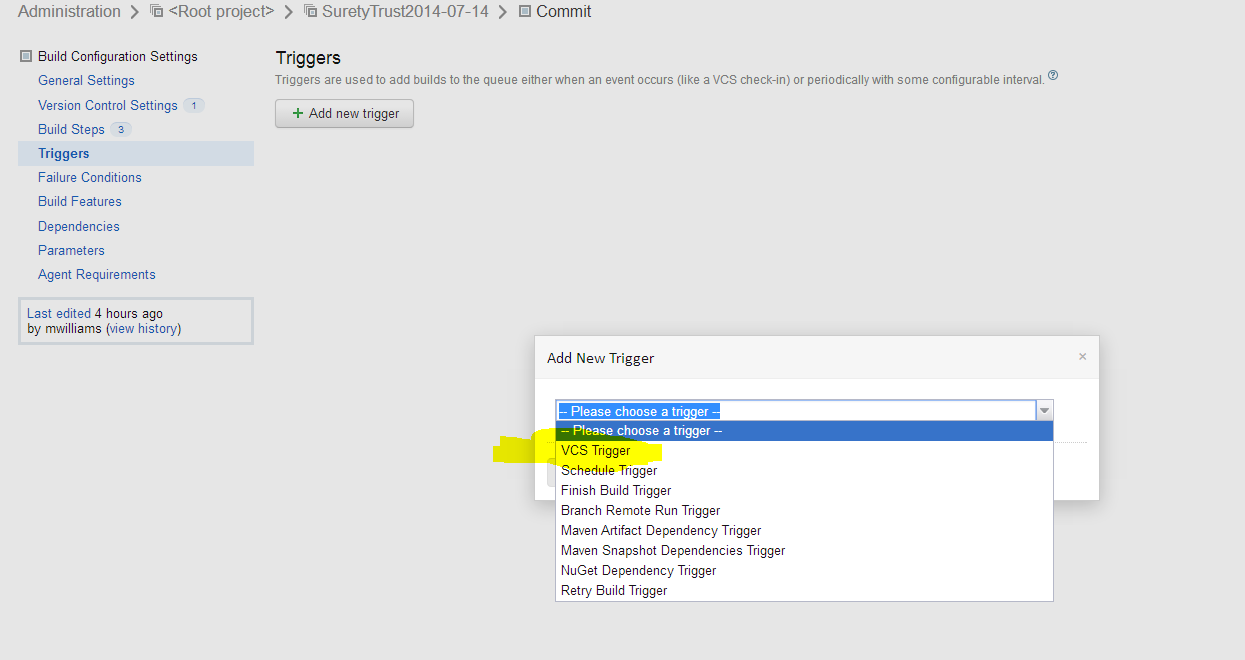 Administration > <Root project> > SuretyTrust2014-07-14 > Commit
Build Configuration Settings
General Settings
Version Control Settings 1
Build Steps 3
Triggers
Failure Conditions
Build Features
Dependencies
Parameters
Agent Requirements
Last edited 4 hours ago
by mwilliams (view history)
Triggers
Triggers are used to add builds to the queue either when an event occurs (like a VCS check-in) or periodically with some configurable interval. ?
+ Add new trigger
Add New Trigger ×
-- Please choose a trigger --
-- Please choose a trigger --
VCS Trigger
Schedule Trigger
Finish Build Trigger
Branch Remote Run Trigger
Maven Artifact Dependency Trigger
Maven Snapshot Dependencies Trigger
NuGet Dependency Trigger
Retry Build Trigger